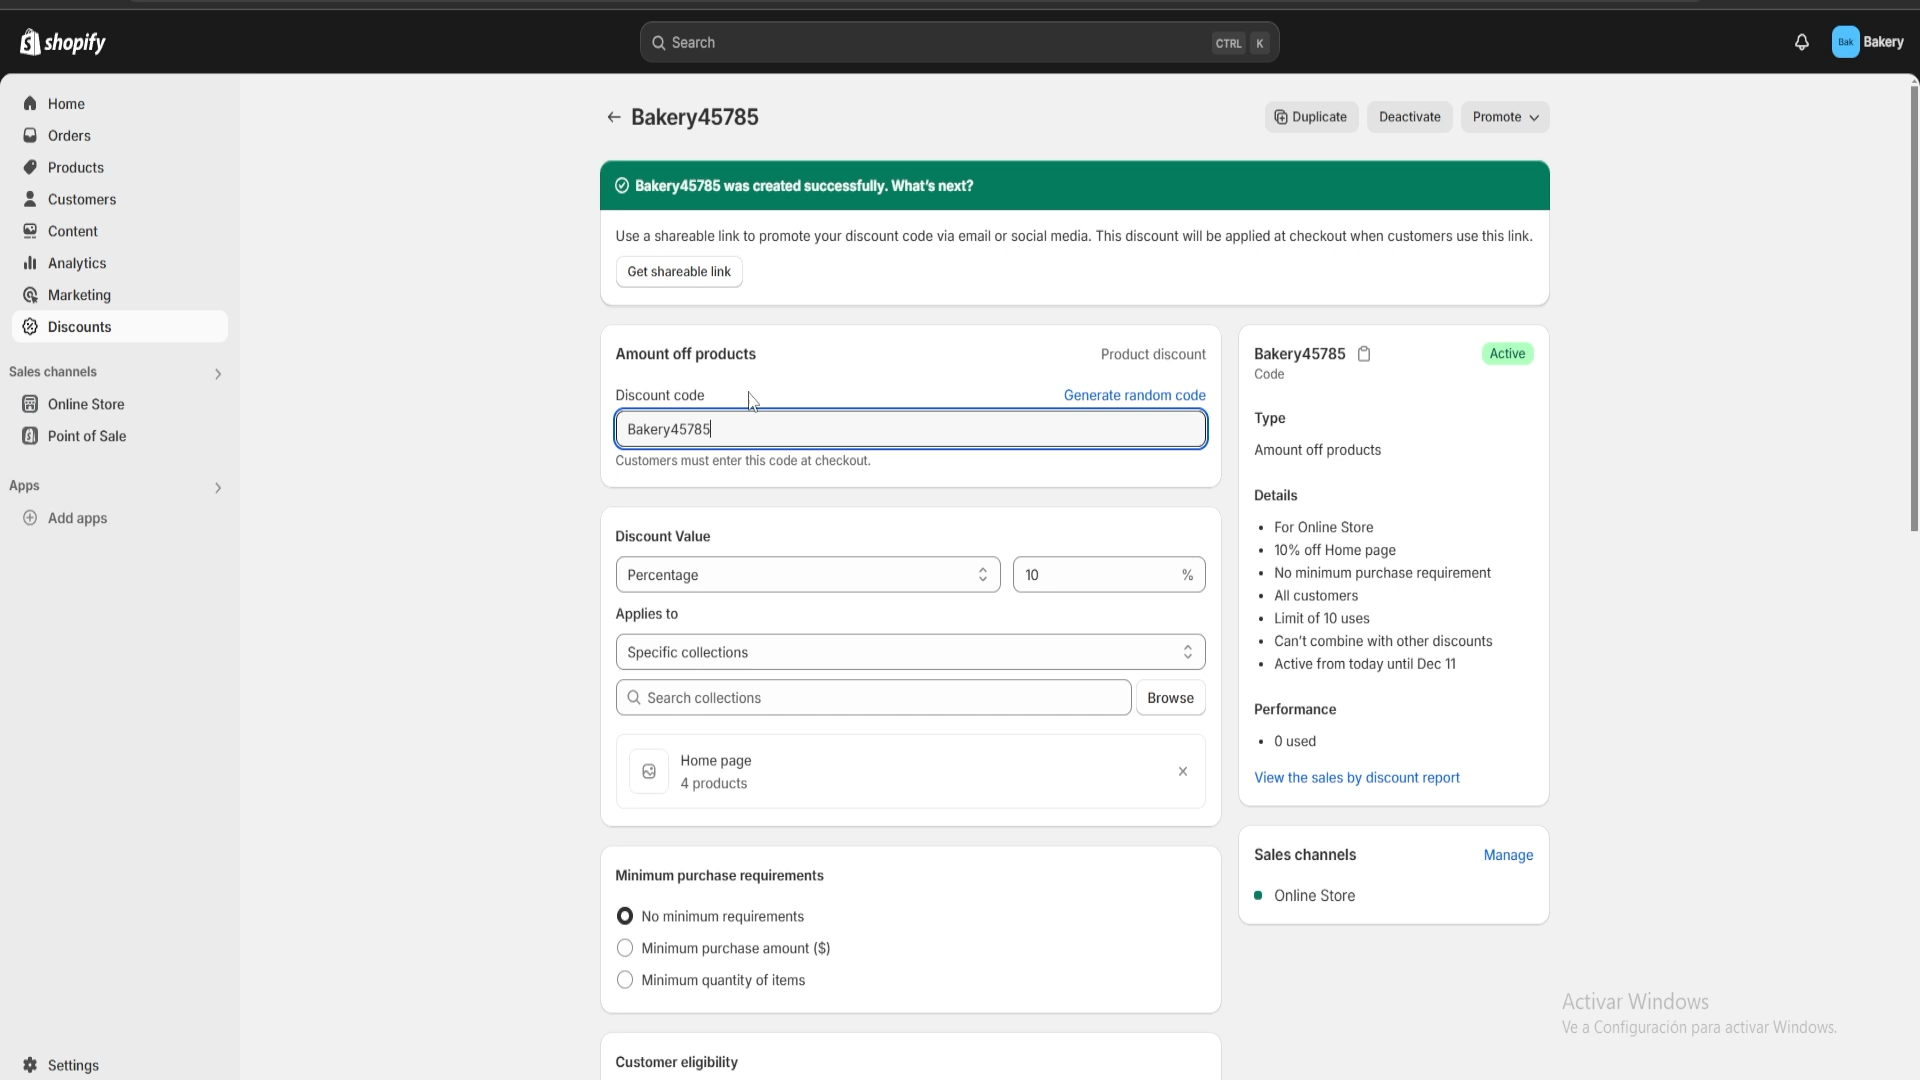 shopify
Search
CTRL K
Bak
Bakery
Home
Orders
Products
Customers
Content
Analytics
Marketing
Discounts
Sales channels
Online Store
Point of Sale
Apps
Add apps
Settings
Bakery45785
Duplicate
Deactivate
Promote
Bakery45785 was created successfully. What's next?
Use a shareable link to promote your discount code via email or social media. This discount will be applied at checkout when customers use this link.
Get shareable link
Amount off products
Product discount
Discount code
Generate random code
Bakery45785
Customers must enter this code at checkout.
Discount Value
Percentage
10 %
Applies to
Specific collections
Search collections
Browse
Home page
4 products
Minimum purchase requirements
No minimum requirements
Minimum purchase amount ($)
Minimum quantity of items
Customer eligibility
Bakery45785
Active
Code
Type
Amount off products
Details
• For Online Store
• 10% off Home page
• No minimum purchase requirement
• All customers
• Limit of 10 uses
• Can't combine with other discounts
• Active from today until Dec 11
Performance
• 0 used
View the sales by discount report
Sales channels
Manage
Online Store
Activar Windows
Ve a Configuración para activar Windows.